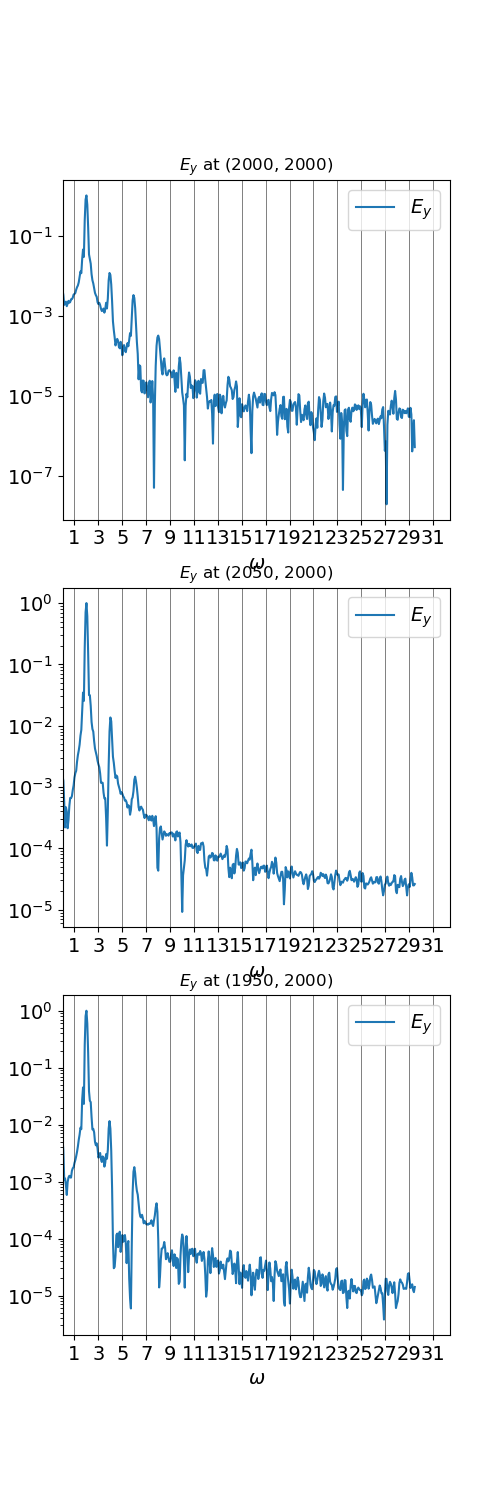 E_y at (2000, 2000)
E_y
10^{-1}
10^{-3}
10^{-5}
10^{-7}
1 3 5 7 9 11 13 15 17 19 21 23 25 27 29 31
ω
E_y at (2050, 2000)
E_y
10^0
10^{-1}
10^{-2}
10^{-3}
10^{-4}
10^{-5}
1 3 5 7 9 11 13 15 17 19 21 23 25 27 29 31
ω
E_y at (1950, 2000)
E_y
10^0
10^{-1}
10^{-2}
10^{-3}
10^{-4}
10^{-5}
1 3 5 7 9 11 13 15 17 19 21 23 25 27 29 31
ω